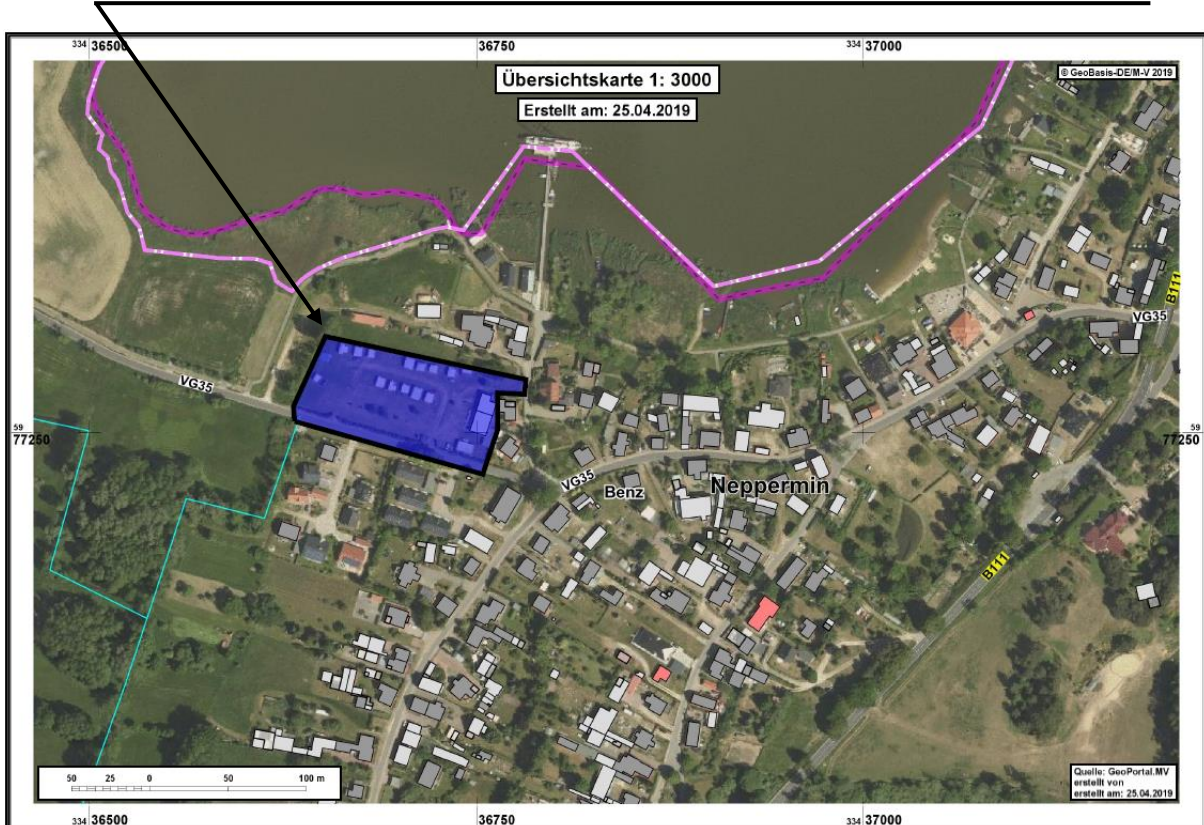 334 36500 36750 334 37000
Übersichtskarte 1: 3000
Erstellt am: 25.04.2019
© GeoBasis-DE/M-V 2019
B111
VG35
VG35
59 77250
59 77250
VG35
Benz
Neppermin
B111
50 25 0 50 100 m
Quelle: GeoPortal.MV
erstellt von
erstellt am: 25.04.2019
334 36500 36750 334 37000